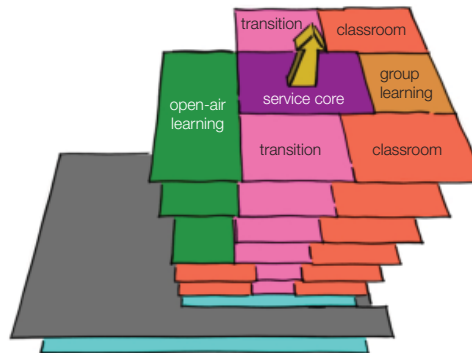 transition
classroom
group
learning
service core
open-air
learning
transition
classroom